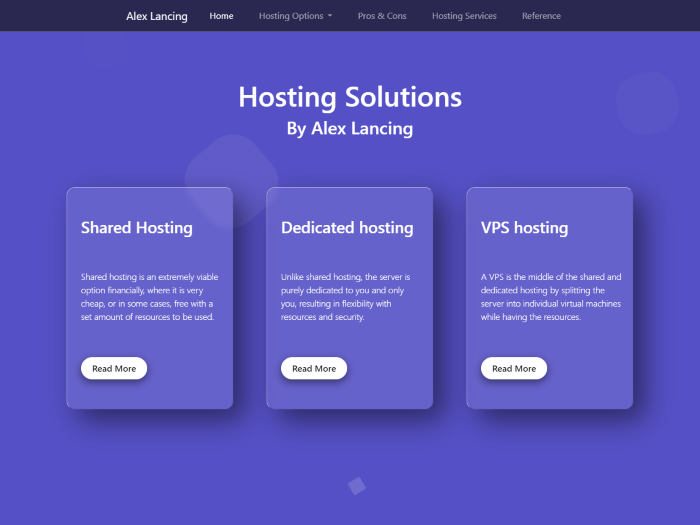 Alex Lancing Home Hosting Options Pros & Cons Hosting Services Reference
Hosting Solutions
By Alex Lancing
Shared Hosting
Shared hosting is an extremely viable
option financially, where it is very
cheap, or in some cases, free with a
set amount of resources to be used.
Read More
Dedicated hosting
Unlike shared hosting, the server is
purely dedicated to you and only
you, resulting in flexibility with
resources and security.
Read More
VPS hosting
A VPS is the middle of the shared and
dedicated hosting by splitting the
server into individual virtual machines
while having the resources.
Read More